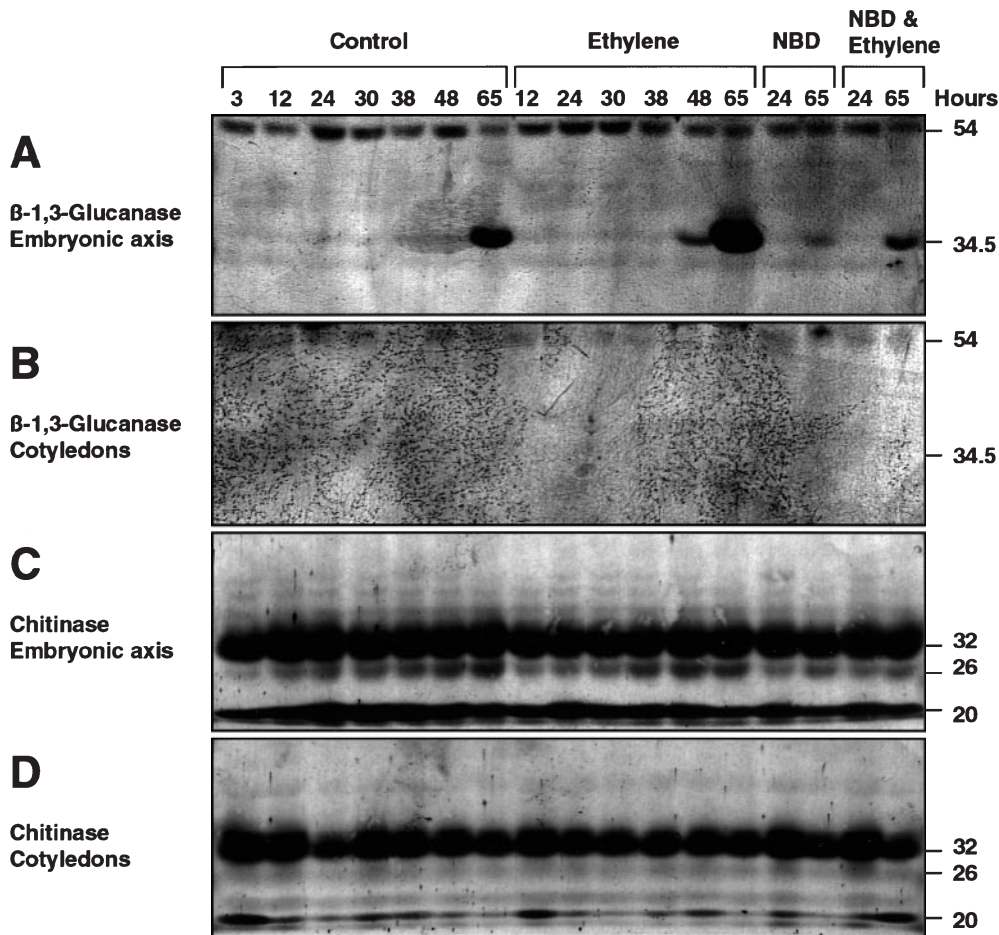 Control Ethylene NBD NBD &
Ethylene
3 12 24 30 38 48 65 12 24 30 38 48 65 24 65 24 65 Hours
A
ß-1,3-Glucanase
Embryonic axis
54
34.5
B
ß-1,3-Glucanase
Cotyledons
54
34.5
C
Chitinase
Embryonic axis
32
26
20
D
Chitinase
Cotyledons
32
26
20